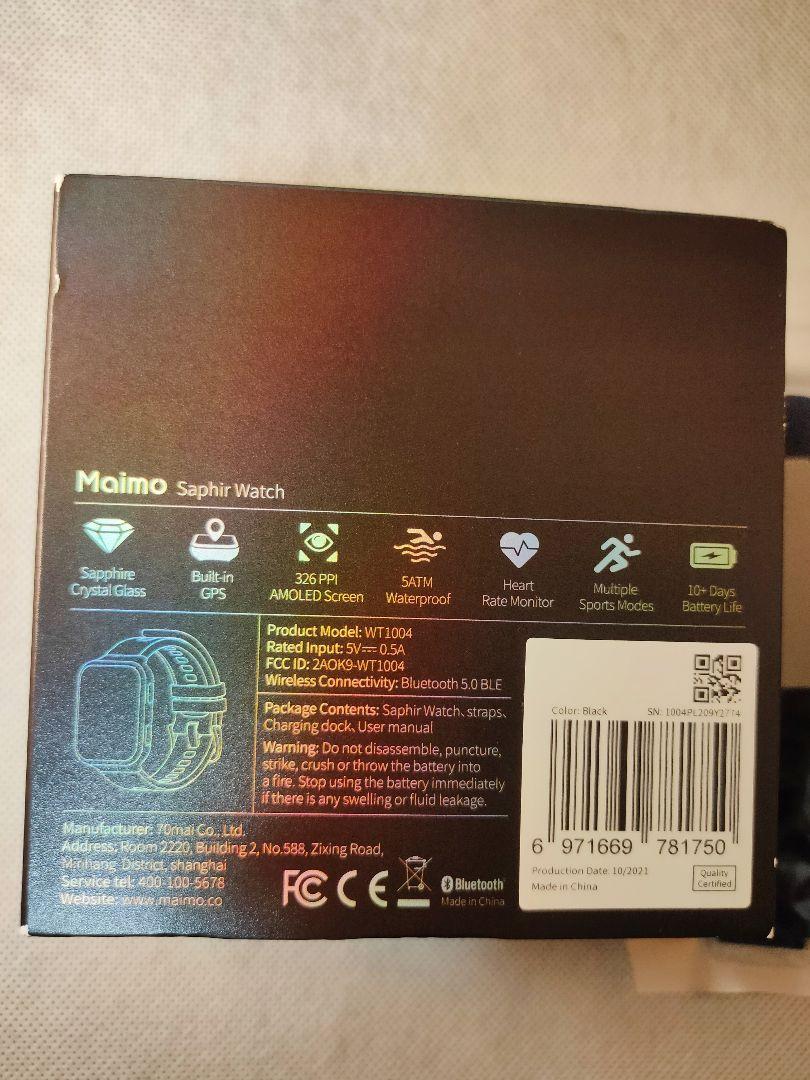 Maimo Saphir Watch
Sapphire
Crystal Glass
Built-in
GPS
326 PPI
AMOLED Screen
5ATM
Waterproof
Heart
Rate Monitor
Multiple
Sports Modes
10+ Days
Battery Life
Product Model: WT1004
Rated Input: 5V⎓0.5A
FCC ID: 2AOK9-WT1004
Wireless Connectivity: Bluetooth 5.0 BLE
Package Contents: Saphir Watch、straps、
Charging dock、User manual
Warning: Do not disassemble, puncture,
strike, crush or throw the battery into
a fire. Stop using the battery immediately
if there is any swelling or fluid leakage.
Manufacturer: 70mai Co., Ltd.
Address: Room 2220, Building 2, No.588, Zixing Road,
Minhang District, shanghai
Service tel: 400-100-5678
Website: www.maimo.co
FC CE Bluetooth
Made in China
Color: Black SN: 1004PL209Y2774
6 971669 781750
Production Date: 10/2021
Made in China
Quality
Certified